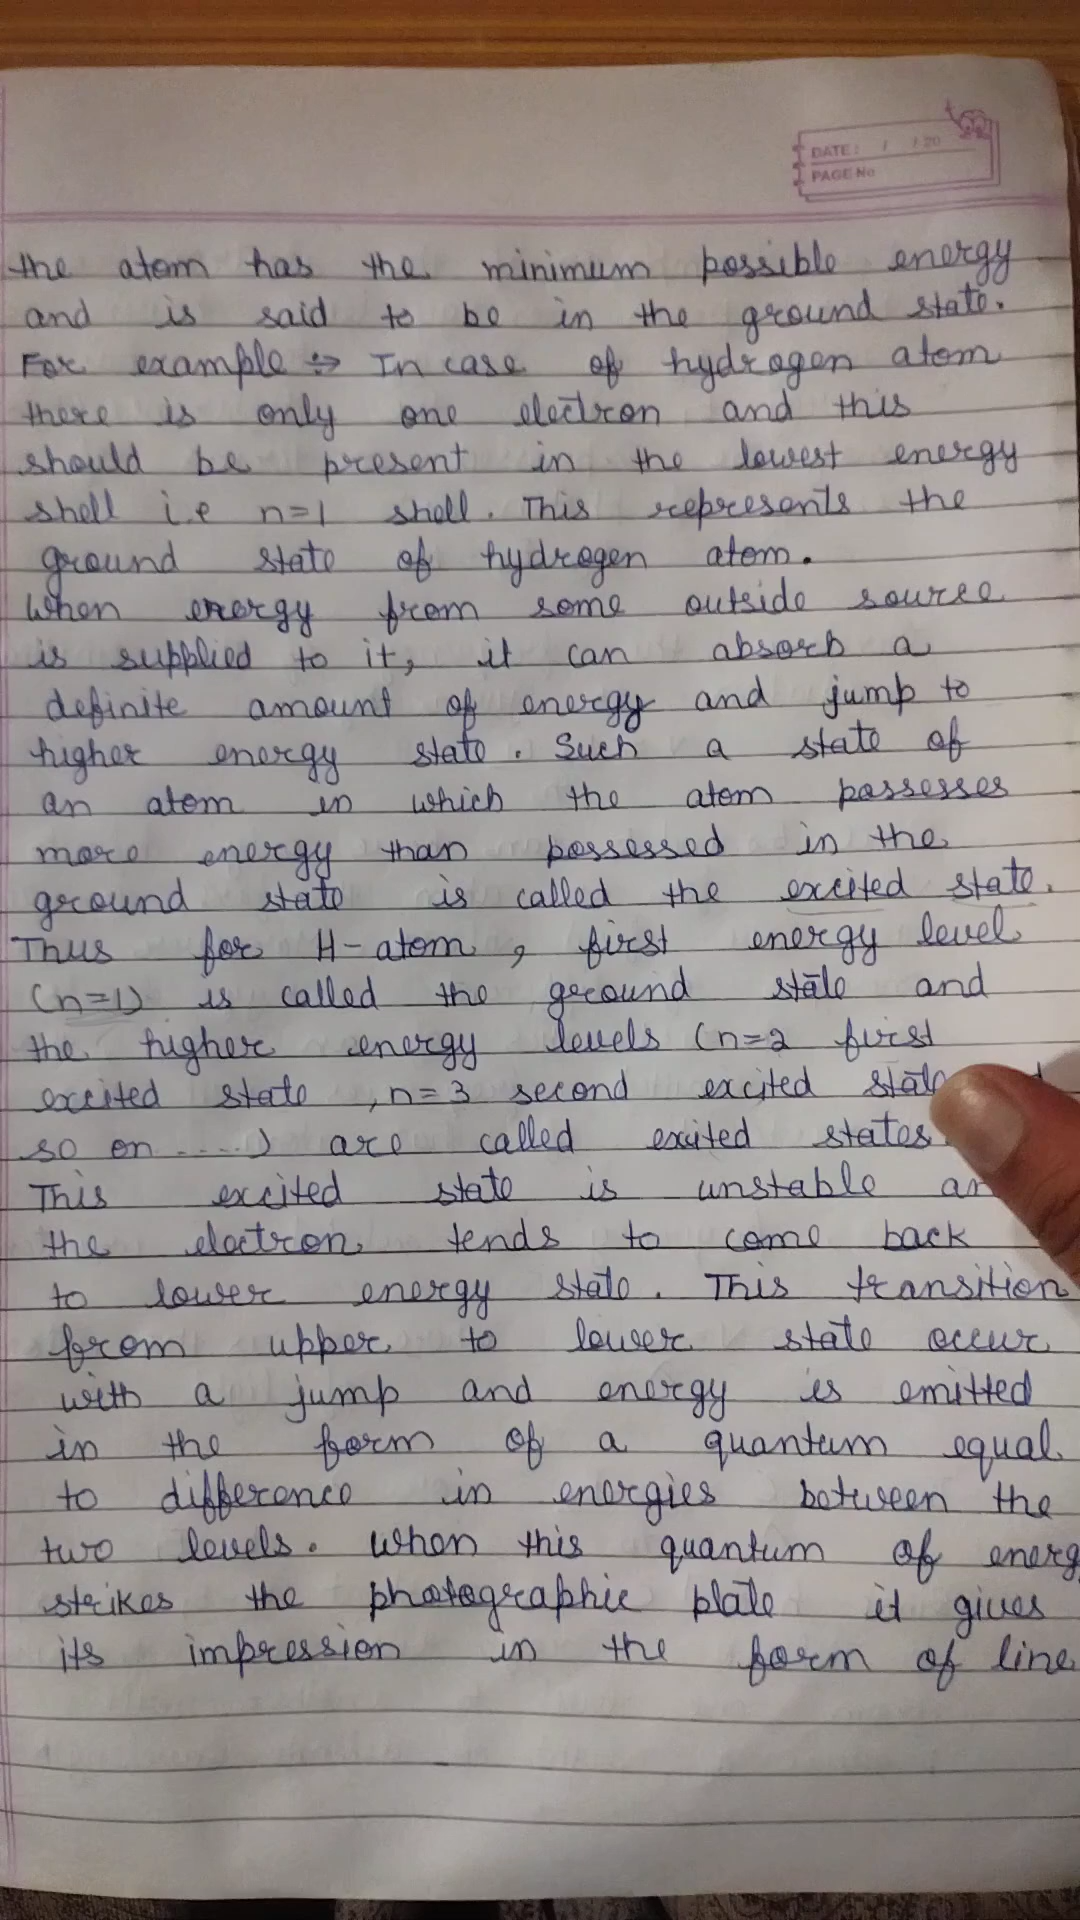 DATE: / /20
PAGE No
the atom has the minimum possible energy
and is said to be in the ground state.
For example ⇒ In case of hydrogen atom
there is only one electron and this
should be present in the lowest energy
shell i.e n=1 shell. This represents the
ground state of hydrogen atom.
When energy from some outside source
is supplied to it, it can absorb a
definite amount of energy and jump to
higher energy state. Such a state of
an atom in which the atom possesses
more energy than possessed in the
ground state is called the excited state.
Thus for H-atom, first energy level
(n=1) is called the ground state and
the higher energy levels (n=2 first
excited state, n=3 second excited state
so on .....) are called excited states
This excited state is unstable an
the electron tends to come back
to lower energy state. This transition
from upper to lower state occur
with a jump and energy is emitted
in the form of a quantum equal
to difference in energies between the
two levels. When this quantum of energ
strikes the photographic plate it gives
its impression in the form of line